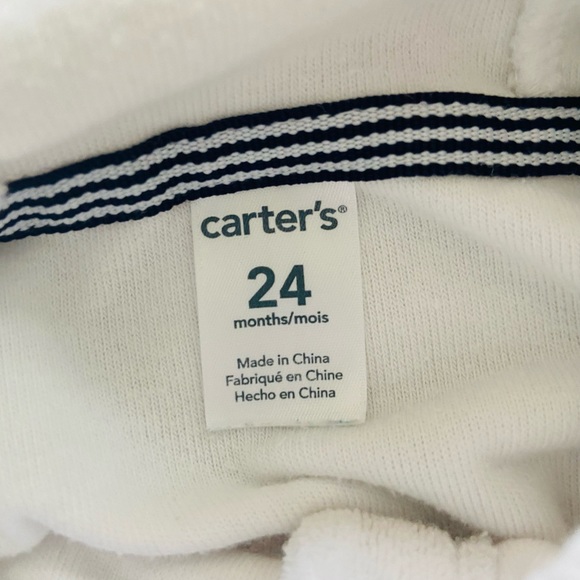 carter's®
24
months/mois
Made in China
Fabriqué en Chine
Hecho en China